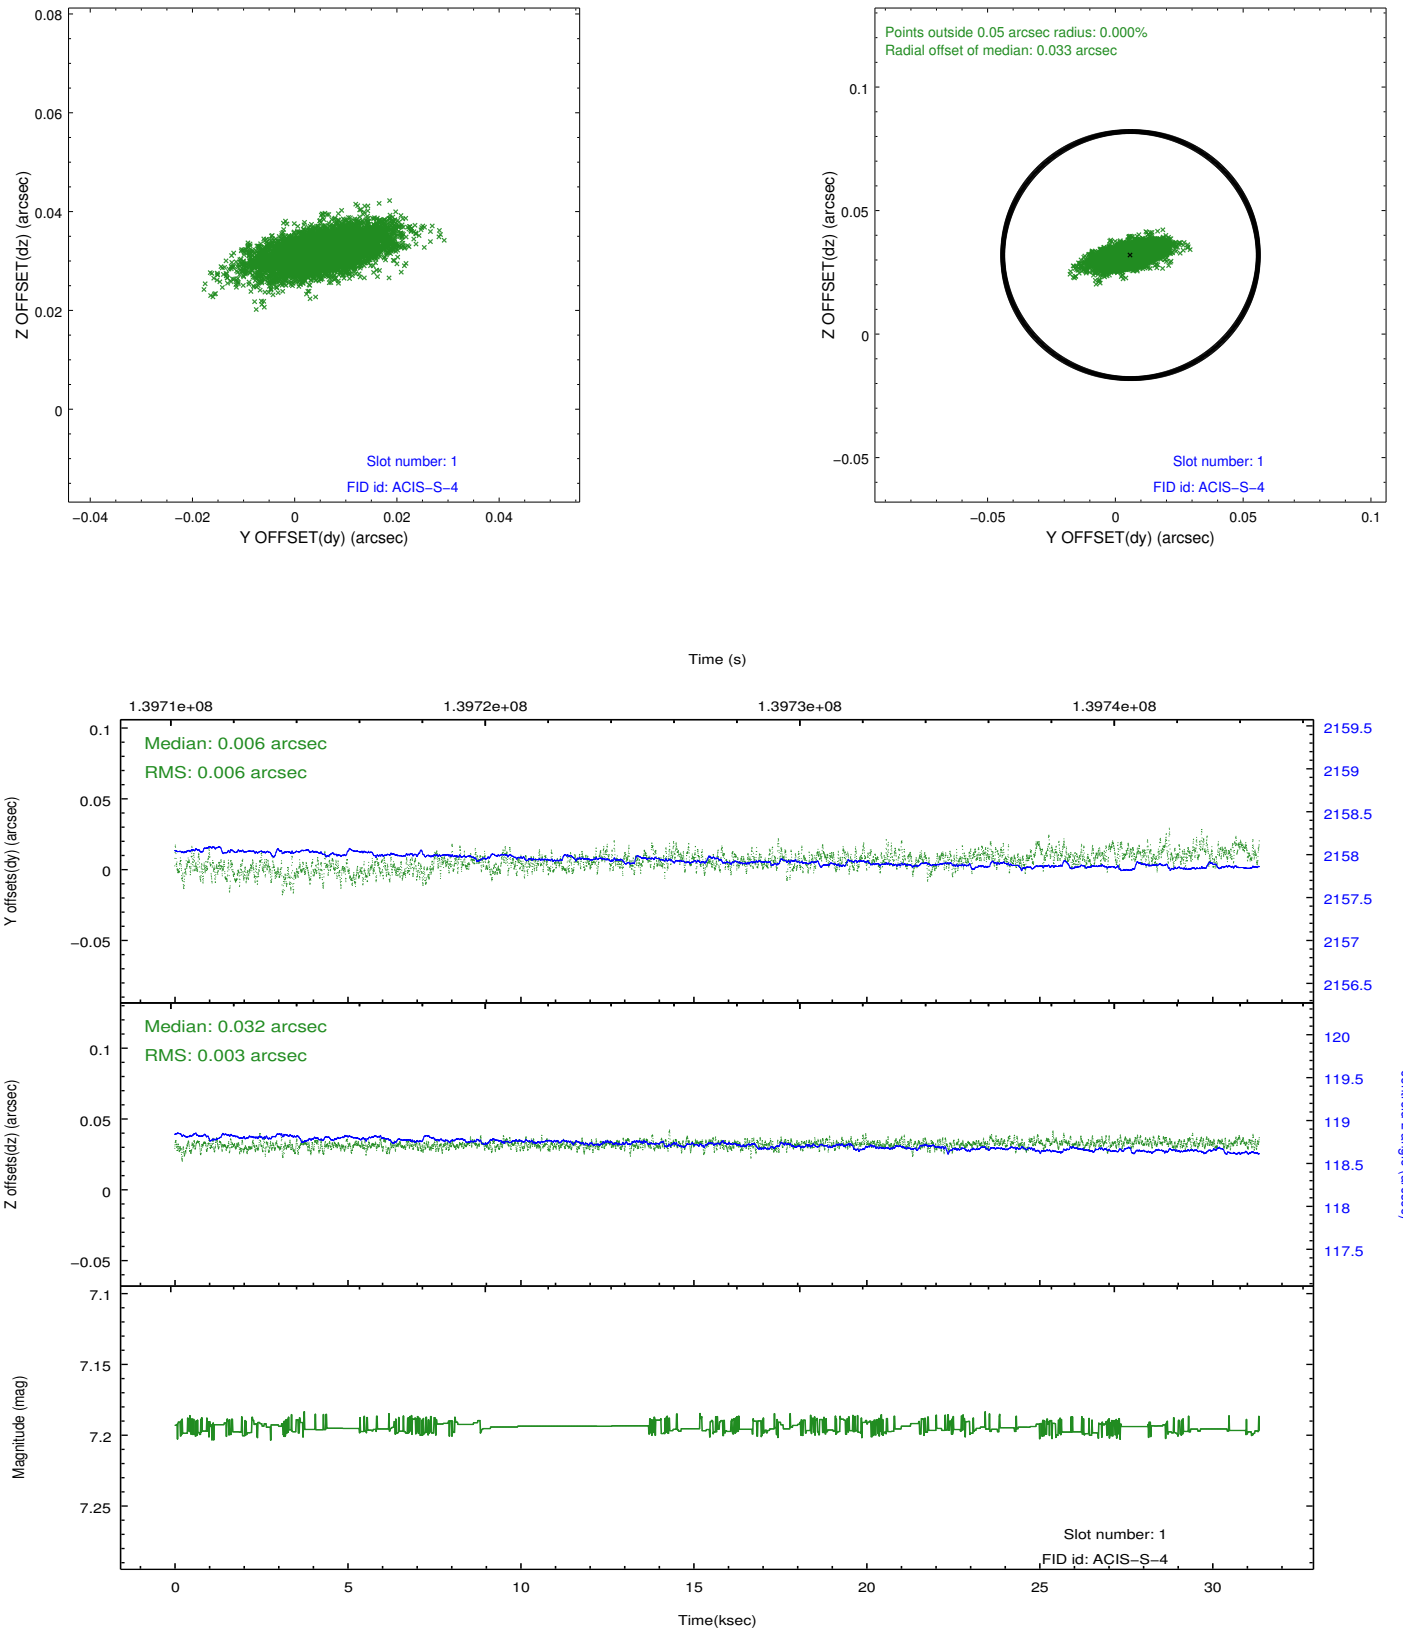 0.08
0.06
0.04
0.02
0
Z OFFSET(dz) (arcsec)
Slot number: 1
FID id: ACIS−S−4
−0.04
−0.02
0
0.02
0.04
Y OFFSET(dy) (arcsec)
Points outside 0.05 arcsec radius: 0.000%
Radial offset of median: 0.033 arcsec
0.1
0.05
0
−0.05
Z OFFSET(dz) (arcsec)
Slot number: 1
FID id: ACIS−S−4
−0.05
0
0.05
0.1
Y OFFSET(dy) (arcsec)
Time (s)
1.3971e+08
1.3972e+08
1.3973e+08
1.3974e+08
Median: 0.006 arcsec
RMS: 0.006 arcsec
0.1
0.05
0
−0.05
Y offsets(dy) (arcsec)
2159.5
2159
2158.5
2158
2157.5
2157
2156.5
Median: 0.032 arcsec
RMS: 0.003 arcsec
0.1
0.05
0
−0.05
Z offsets(dz) (arcsec)
120
119.5
119
118.5
118
117.5
7.1
7.15
7.2
7.25
Magnitude (mag)
Slot number: 1
FID id: ACIS−S−4
0
5
10
15
20
25
30
Time(ksec)